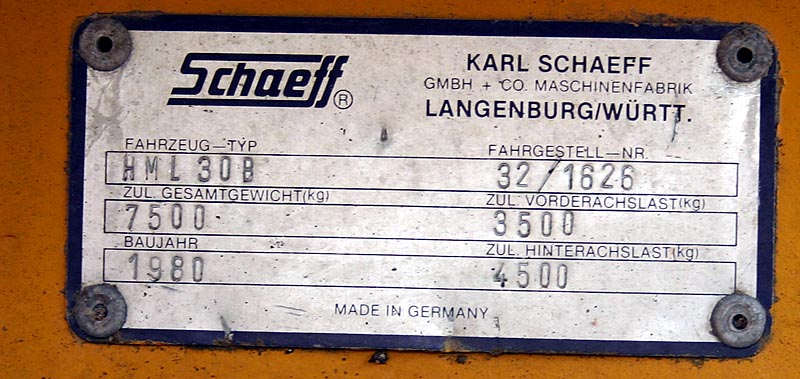 Schaeff®
KARL SCHAEFF
GMBH + CO. MASCHINENFABRIK
LANGENBURG/WÜRTT.
FAHRZEUG-TYP
HML 30B
FAHRGESTELL-NR.
32/1626
ZUL. GESAMTGEWICHT(kg)
7500
ZUL. VORDERACHSLAST(kg)
3500
BAUJAHR
1980
ZUL. HINTERACHSLAST(kg)
4500
MADE IN GERMANY